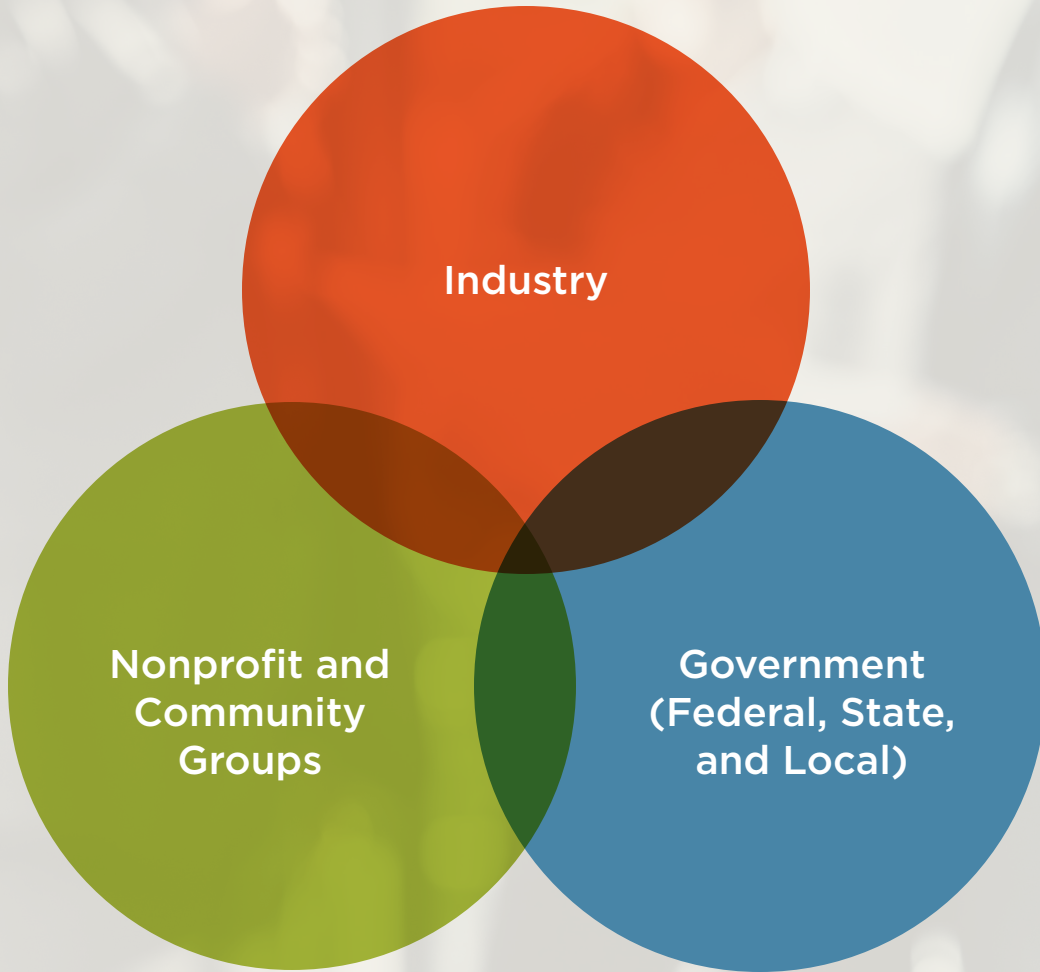 Industry
Nonprofit and
Community
Groups
Government
(Federal, State,
and Local)